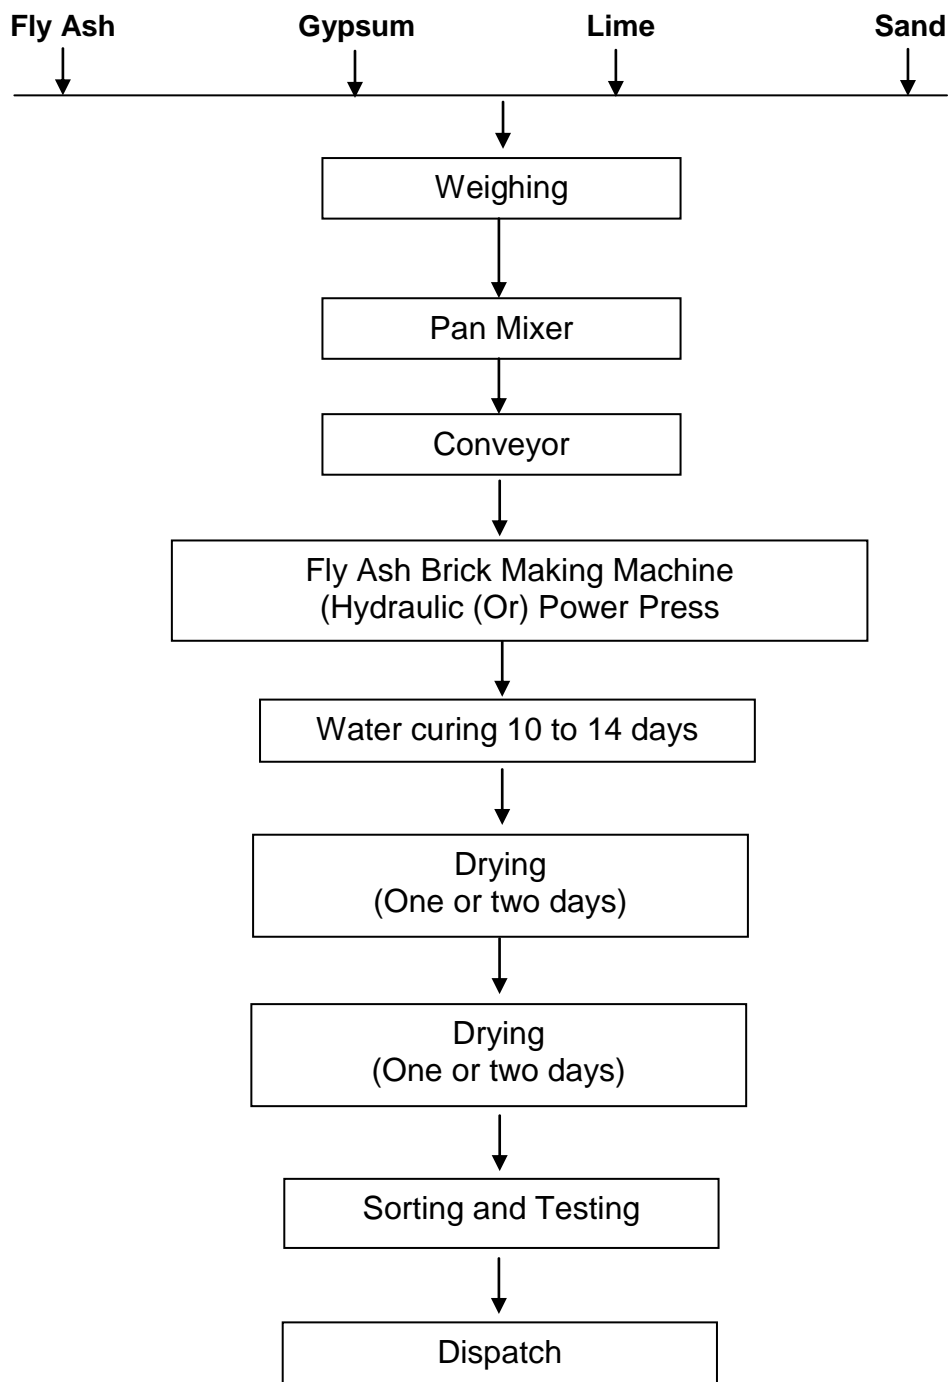 Fly Ash Gypsum Lime Sand
Weighing
Pan Mixer
Conveyor
Fly Ash Brick Making Machine
(Hydraulic (Or) Power Press
Water curing 10 to 14 days
Drying
(One or two days)
Drying
(One or two days)
Sorting and Testing
Dispatch